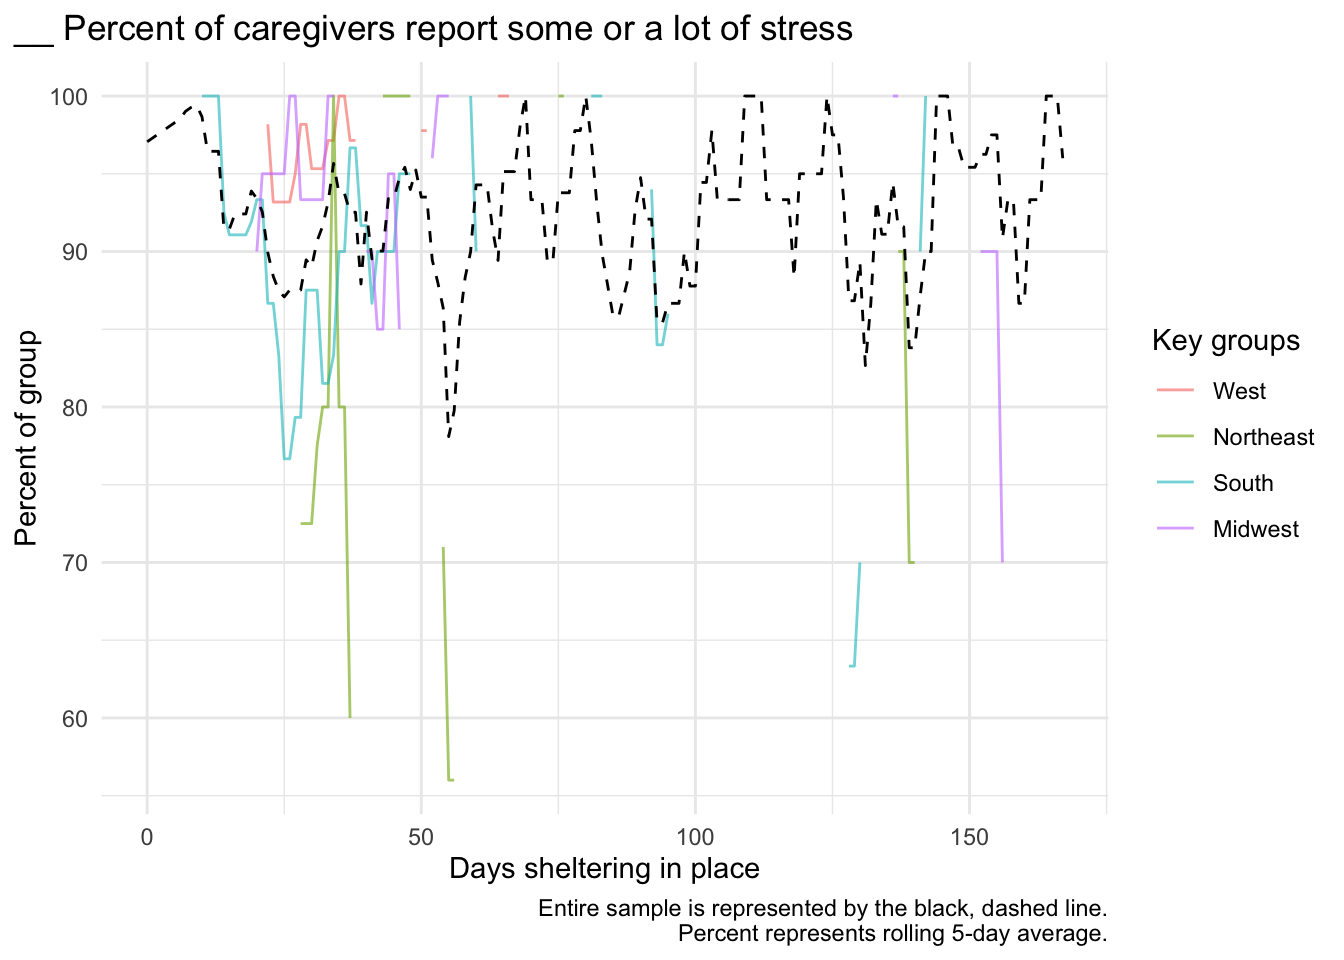 __ Percent of caregivers report some or a lot of stress
100
90
80
70
60
Percent of group
0 50 100 150
Days sheltering in place
Key groups
West
Northeast
South
Midwest
Entire sample is represented by the black, dashed line.
Percent represents rolling 5-day average.